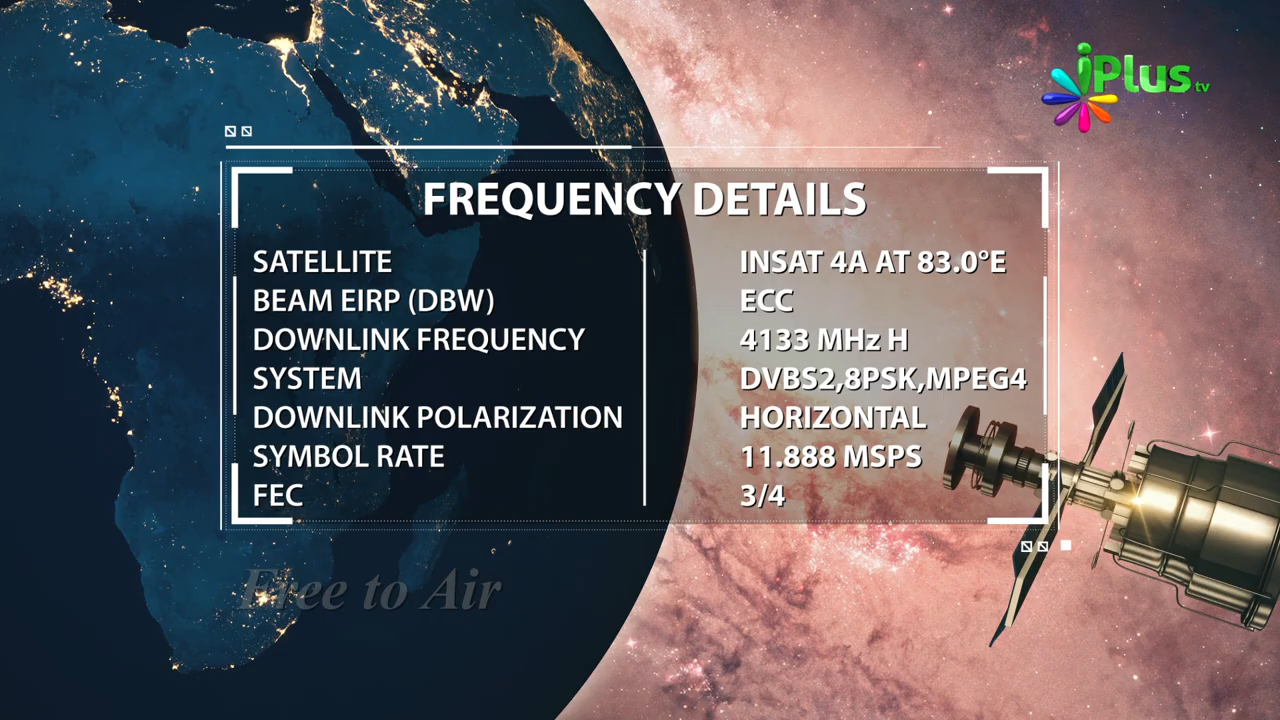 iPlus tv
FREQUENCY DETAILS
SATELLITE INSAT 4A AT 83.0°E
BEAM EIRP (DBW) ECC
DOWNLINK FREQUENCY 4133 MHz H
SYSTEM DVBS2,8PSK,MPEG4
DOWNLINK POLARIZATION HORIZONTAL
SYMBOL RATE 11.888 MSPS
FEC 3/4
Free to Air